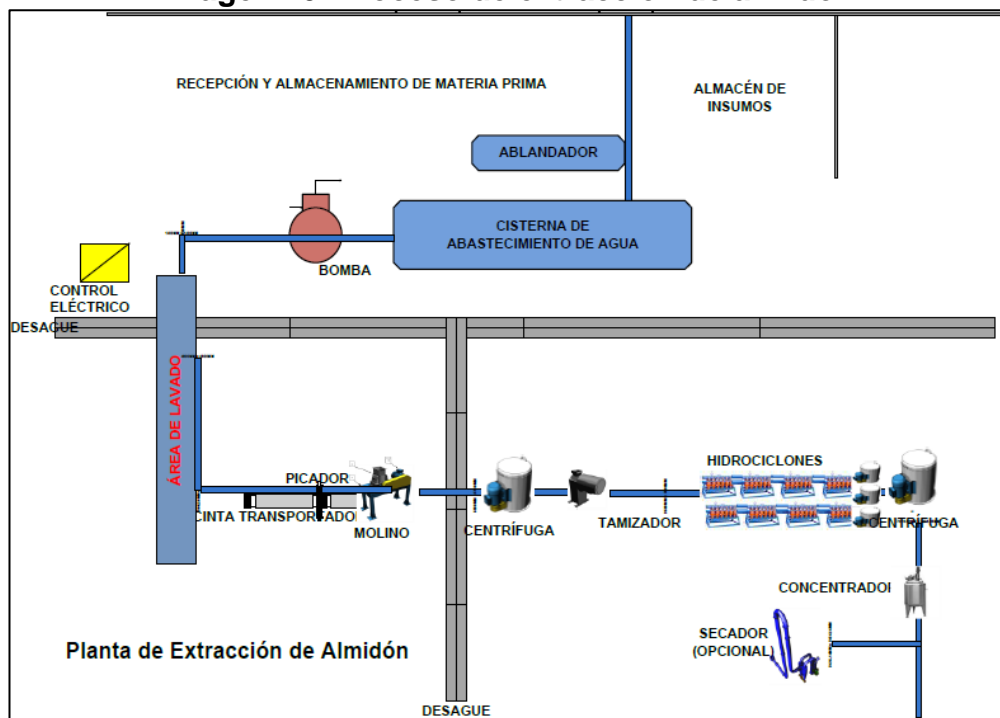 RECEPCIÓN Y ALMACENAMIENTO DE MATERIA PRIMA
ALMACÉN DE
INSUMOS
ABLANDADOR
CISTERNA DE
ABASTECIMIENTO DE AGUA
BOMBA
CONTROL
ELÉCTRICO
DESAGUE
ÁREA DE LAVADO
PICADOR
CINTA TRANSPORTADO
MOLINO
CENTRÍFUGA
TAMIZADOR
HIDROCICLONES
CENTRÍFUGA
CONCENTRADOI
SECADOR
(OPCIONAL)
Planta de Extracción de Almidón
DESAGUE